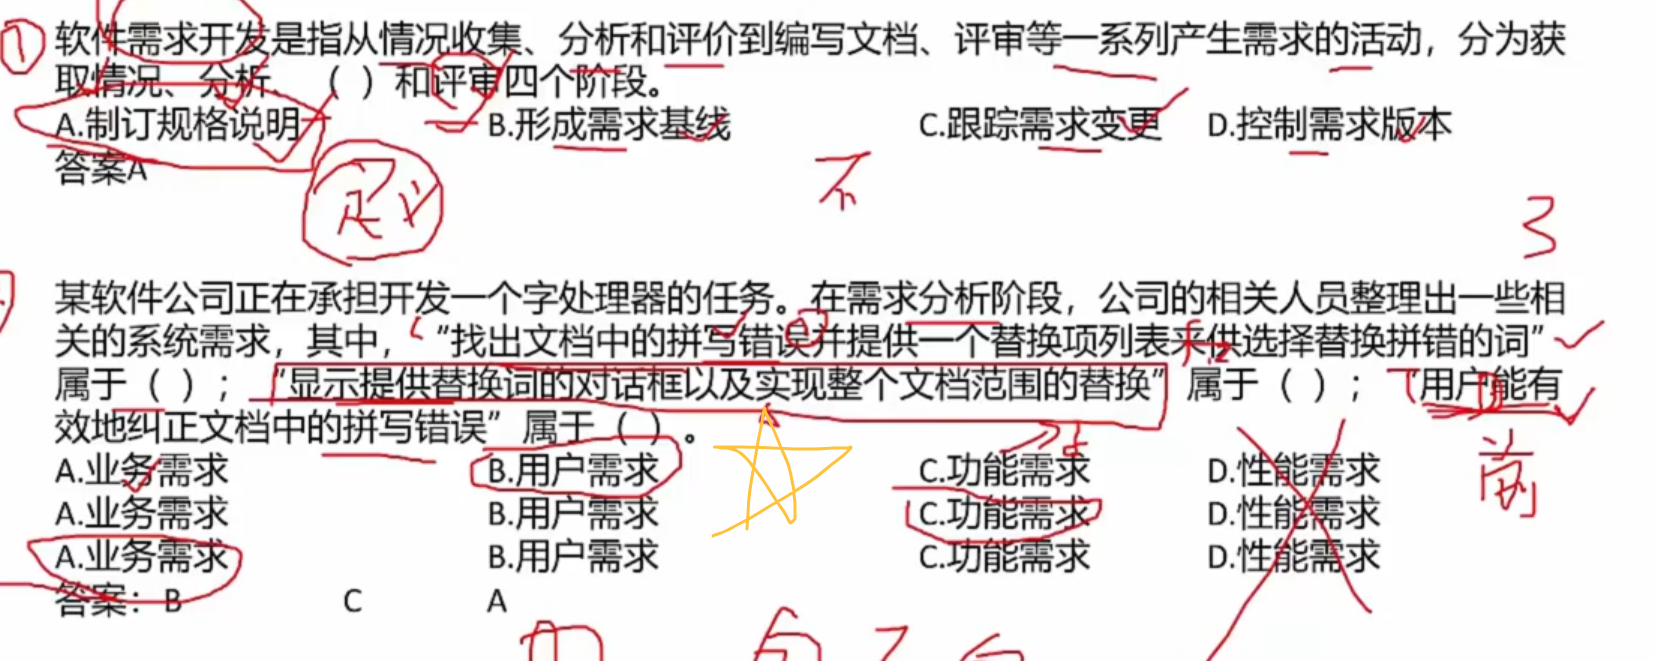 ① 软件需求开发是指从情况收集、分析和评价到编写文档、评审等一系列产生需求的活动，分为获
取情况、分析、（ ）和评审四个阶段。
A.制订规格说明 B.形成需求基线 C.跟踪需求变更 D.控制需求版本
答案A
定义
不
3
某软件公司正在承担开发一个字处理器的任务。在需求分析阶段，公司的相关人员整理出一些相
关的系统需求，其中，“找出文档中的拼写错误并提供一个替换项列表来供选择替换拼错的词”
属于（ ）；“显示提供替换词的对话框以及实现整个文档范围的替换”属于（ ）；“用户能有
效地纠正文档中的拼写错误”属于（ ）。
A.业务需求 B.用户需求 C.功能需求 D.性能需求
A.业务需求 B.用户需求 C.功能需求 D.性能需求
A.业务需求 B.用户需求 C.功能需求 D.性能需求
答案：B C A